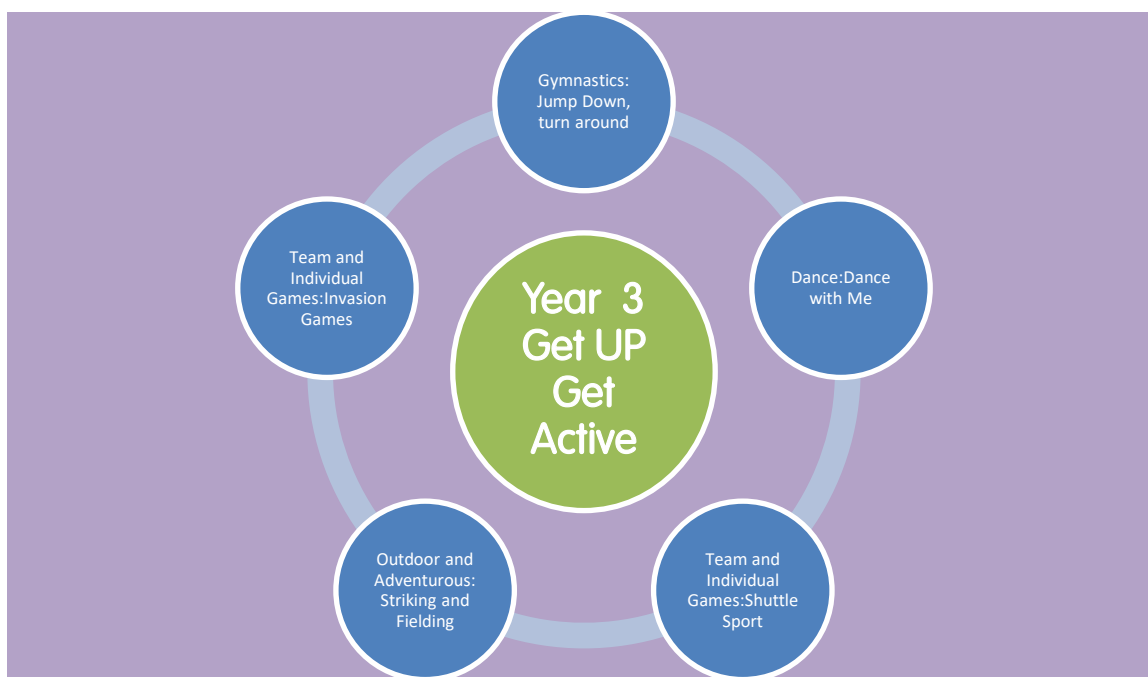 Gymnastics:
Jump Down,
turn around
Dance:Dance
with Me
Team and
Individual
Games:Shuttle
Sport
Outdoor and
Adventurous:
Striking and
Fielding
Team and
Individual
Games:Invasion
Games
Year 3
Get UP
Get
Active